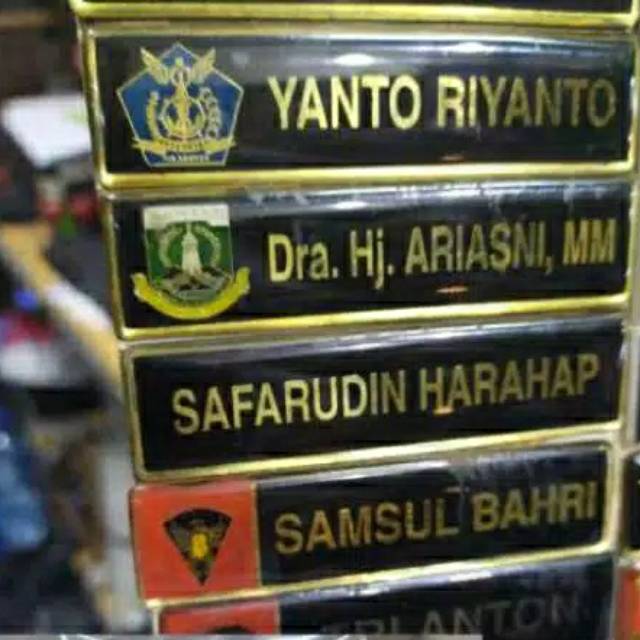 YANTO RIYANTO
Dra. Hj. ARIASNI, MM
SAFARUDIN HARAHAP
SAMSUL BAHRI